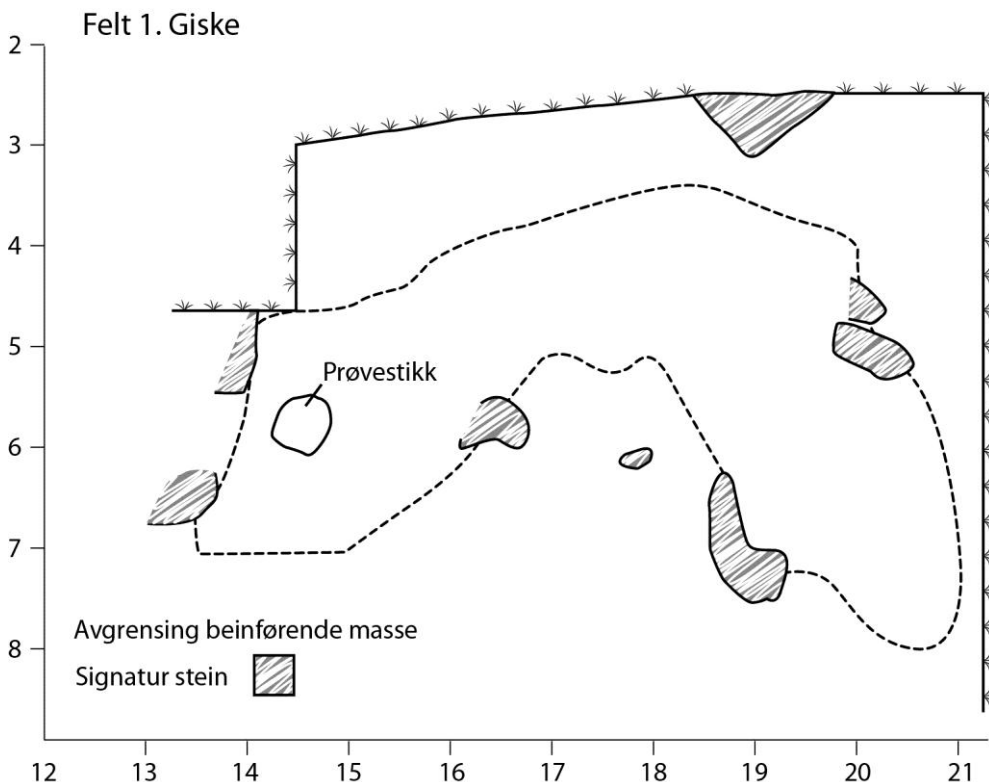 Felt 1. Giske
2
3
4
5
Prøvestikk
6
7
Avgrensing beinførende masse
8
Signatur stein
12 13 14 15 16 17 18 19 20 21